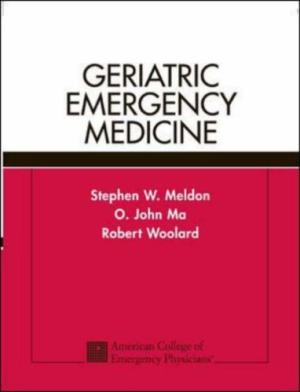 GERIATRIC
EMERGENCY
MEDICINE
Stephen W. Meldon
O. John Ma
Robert Woolard
American College of
Emergency Physicians®